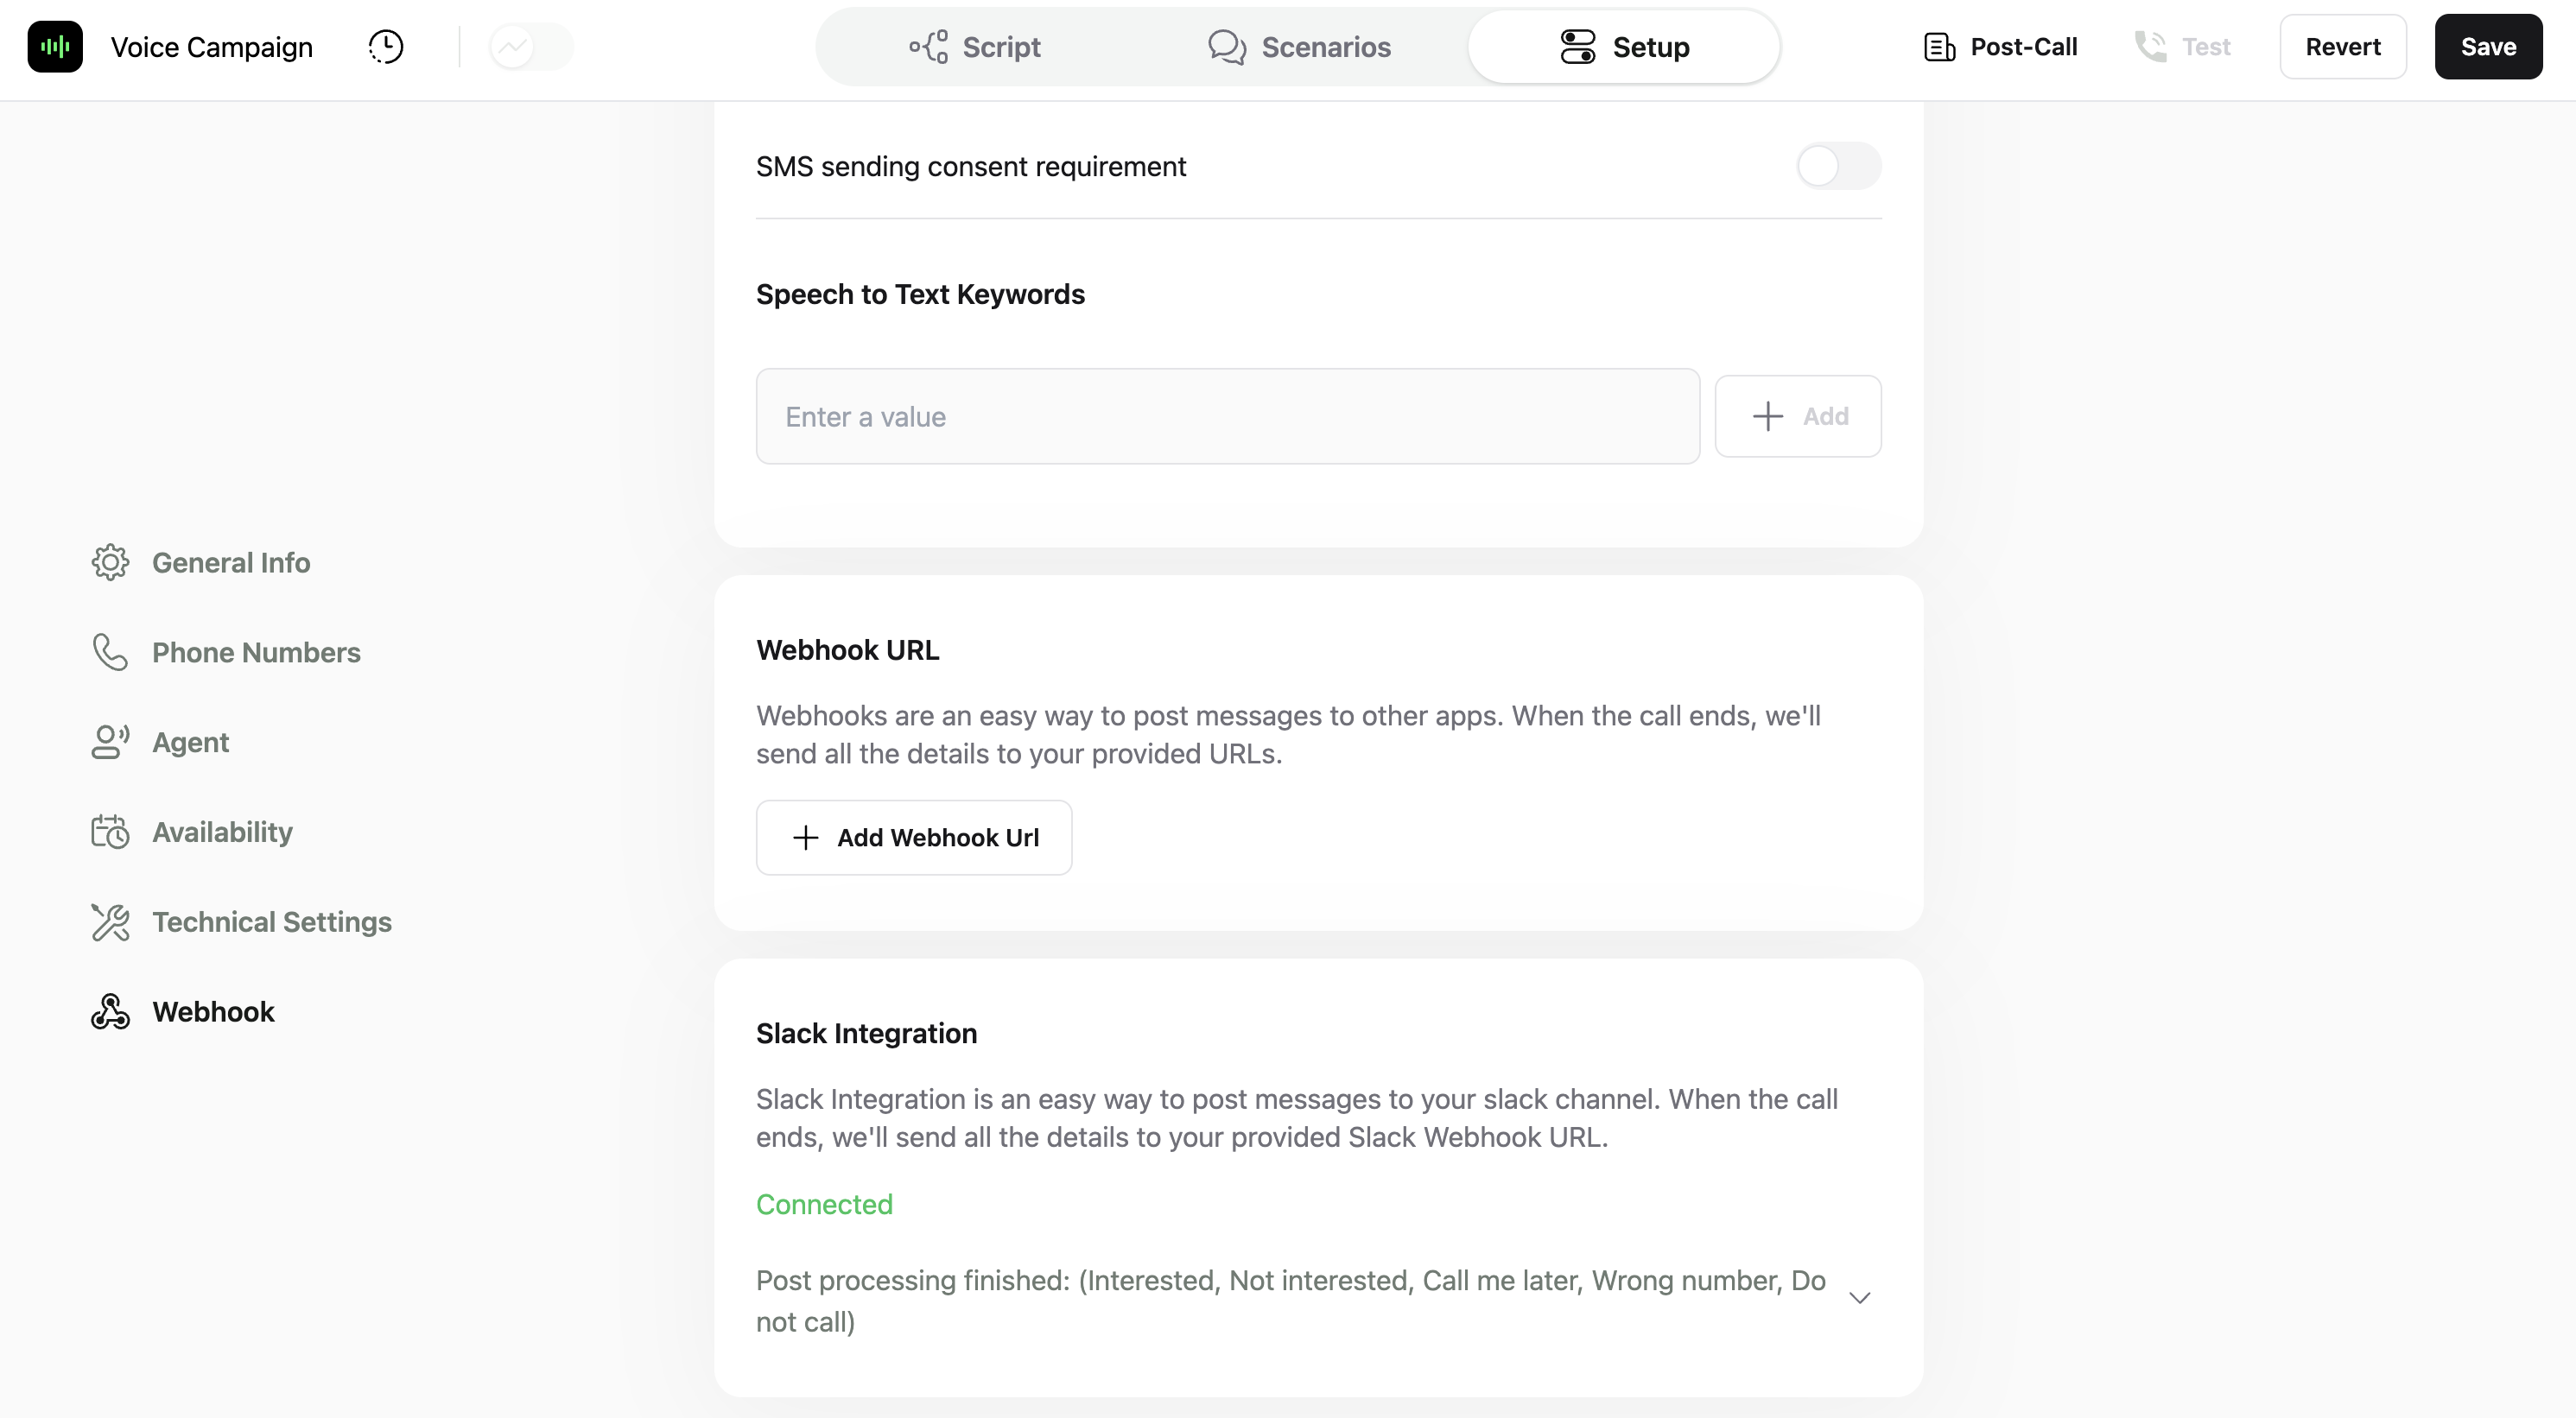 Voice Campaign
Script
Scenarios
Setup
Post-Call
Test
Revert
Save
SMS sending consent requirement
Speech to Text Keywords
Enter a value
Add
General Info
Phone Numbers
Agent
Availability
Technical Settings
Webhook
Webhook URL
Webhooks are an easy way to post messages to other apps. When the call ends, we'll
send all the details to your provided URLs.
Add Webhook Url
Slack Integration
Slack Integration is an easy way to post messages to your slack channel. When the call
ends, we'll send all the details to your provided Slack Webhook URL.
Connected
Post processing finished: (Interested, Not interested, Call me later, Wrong number, Do
not call)